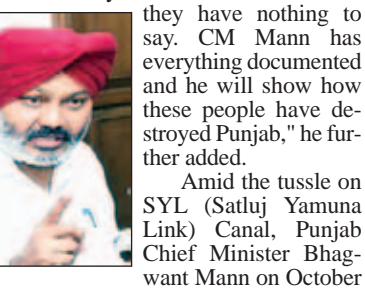 they have nothing to
say. CM Mann has
everything documented
and he will show how
these people have de-
stroyed Punjab," he fur-
ther added.
Amid the tussle on
SYL (Satluj Yamuna
Link) Canal, Punjab
Chief Minister Bhag-
want Mann on October